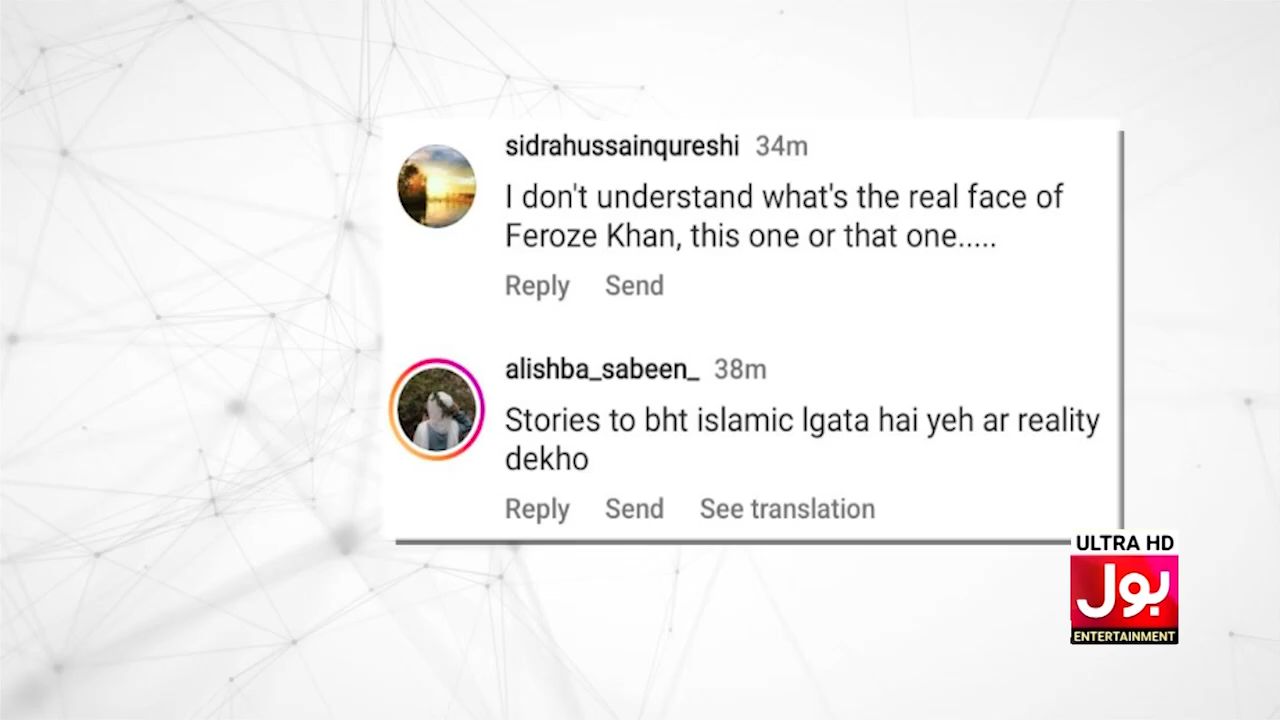 sidrahussainqureshi 34m
I don't understand what's the real face of
Feroze Khan, this one or that one.....
Reply Send
alishba_sabeen_ 38m
Stories to bht islamic lgata hai yeh ar reality
dekho
Reply Send See translation
ULTRA HD
بول
ENTERTAINMENT